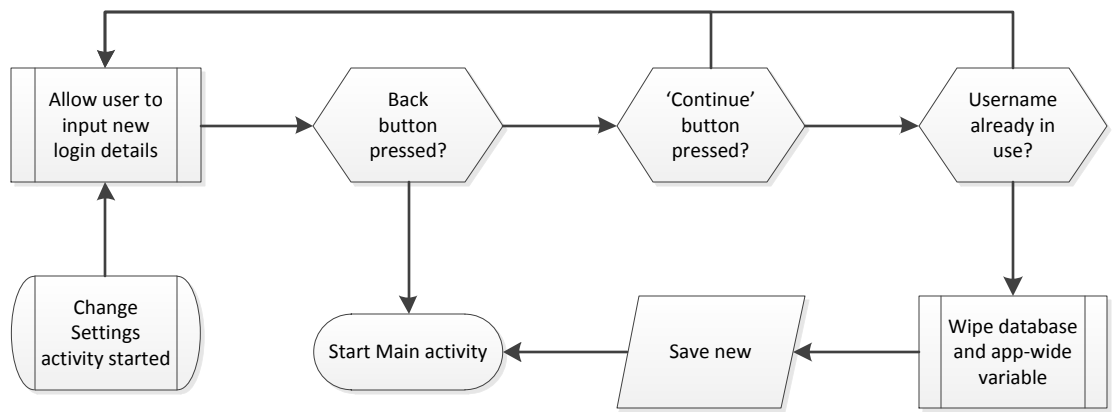 Allow user to
input new
login details
Back
button
pressed?
‘Continue’
button
pressed?
Username
already in
use?
Change
Settings
activity started
Start Main activity
Save new
Wipe database
and app-wide
variable